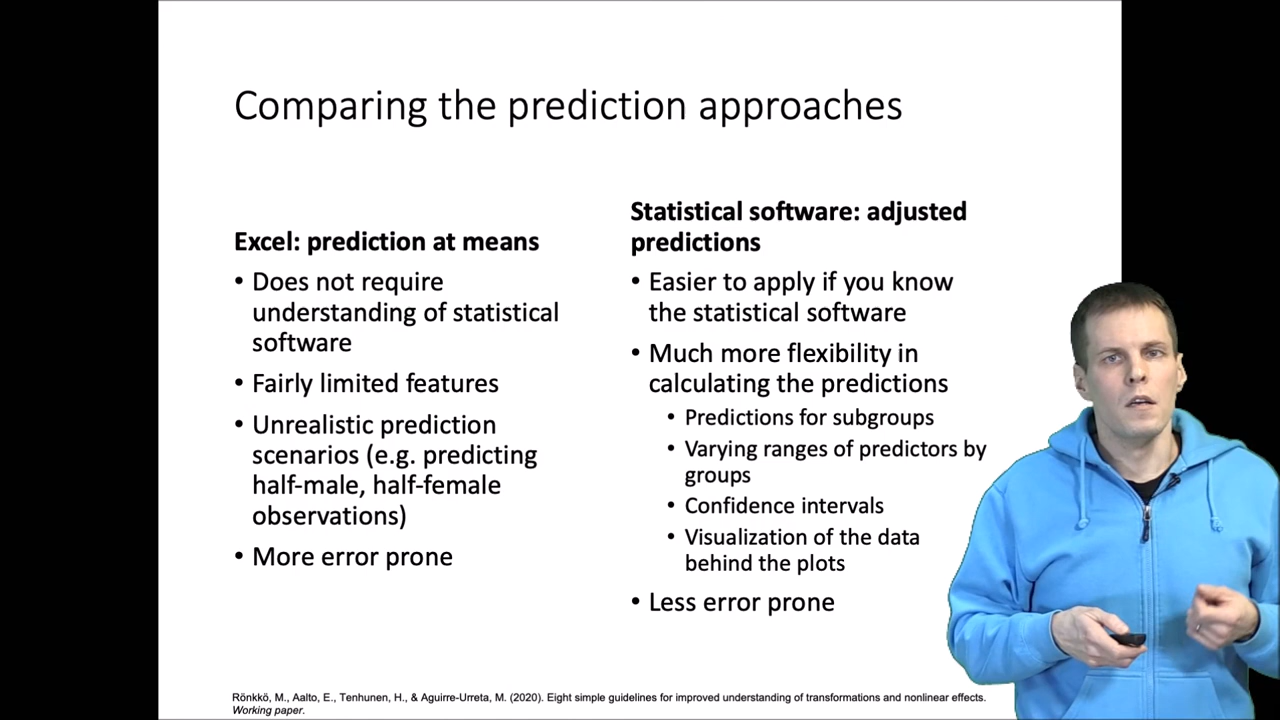 Comparing the prediction approaches
Excel: prediction at means
• Does not require
understanding of statistical
software
• Fairly limited features
• Unrealistic prediction
scenarios (e.g. predicting
half-male, half-female
observations)
• More error prone
Statistical software: adjusted
predictions
• Easier to apply if you know
the statistical software
• Much more flexibility in
calculating the predictions
• Predictions for subgroups
• Varying ranges of predictors by
groups
• Confidence intervals
• Visualization of the data
behind the plots
• Less error prone
Rönkkö, M., Aalto, E., Tenhunen, H., & Aguirre-Urreta, M. (2020). Eight simple guidelines for improved understanding of transformations and nonlinear effects.
Working paper.